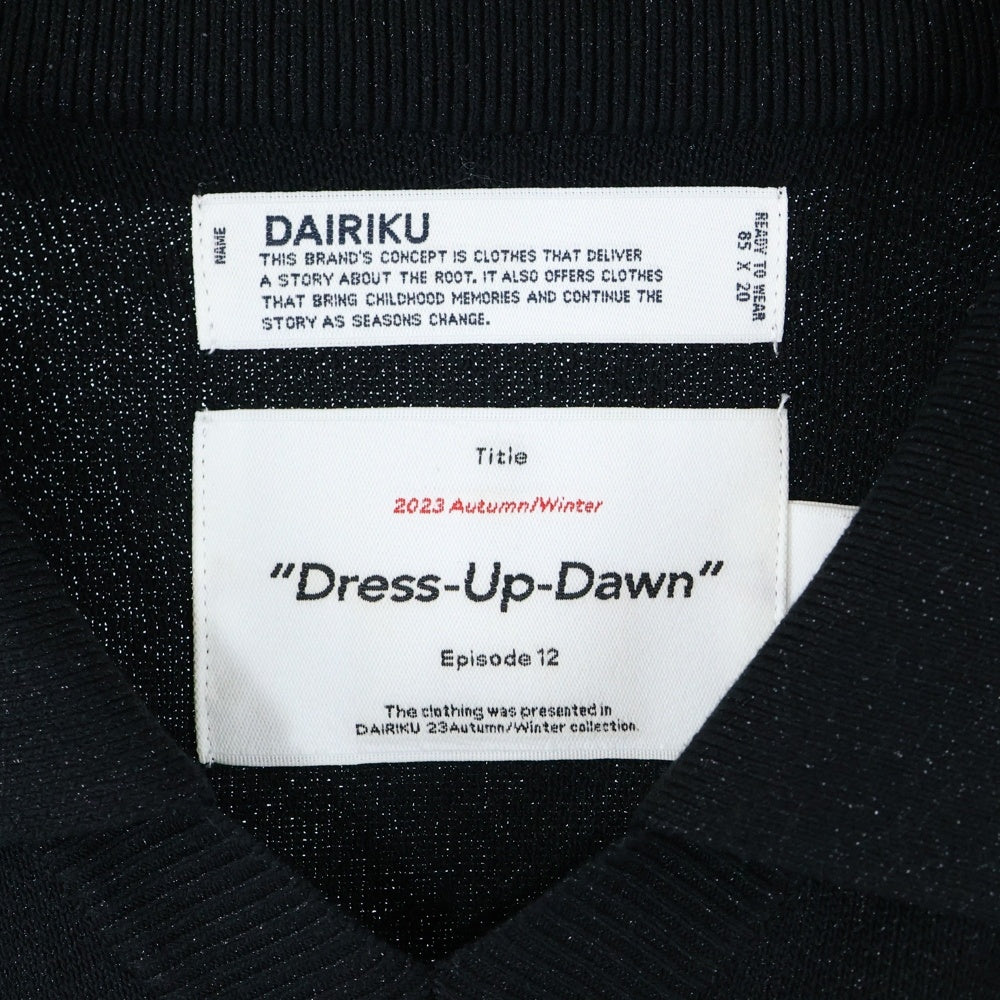 NAME
DAIRIKU
THIS BRAND'S CONCEPT IS CLOTHES THAT DELIVER
A STORY ABOUT THE ROOT. IT ALSO OFFERS CLOTHES
THAT BRING CHILDHOOD MEMORIES AND CONTINUE THE
STORY AS SEASONS CHANGE.
READY TO WEAR
85 X 20
Title
2023 Autumn/Winter
“Dress-Up-Dawn”
Episode 12
The clothing was presented in
DAIRIKU 23Autumn/Winter collection.